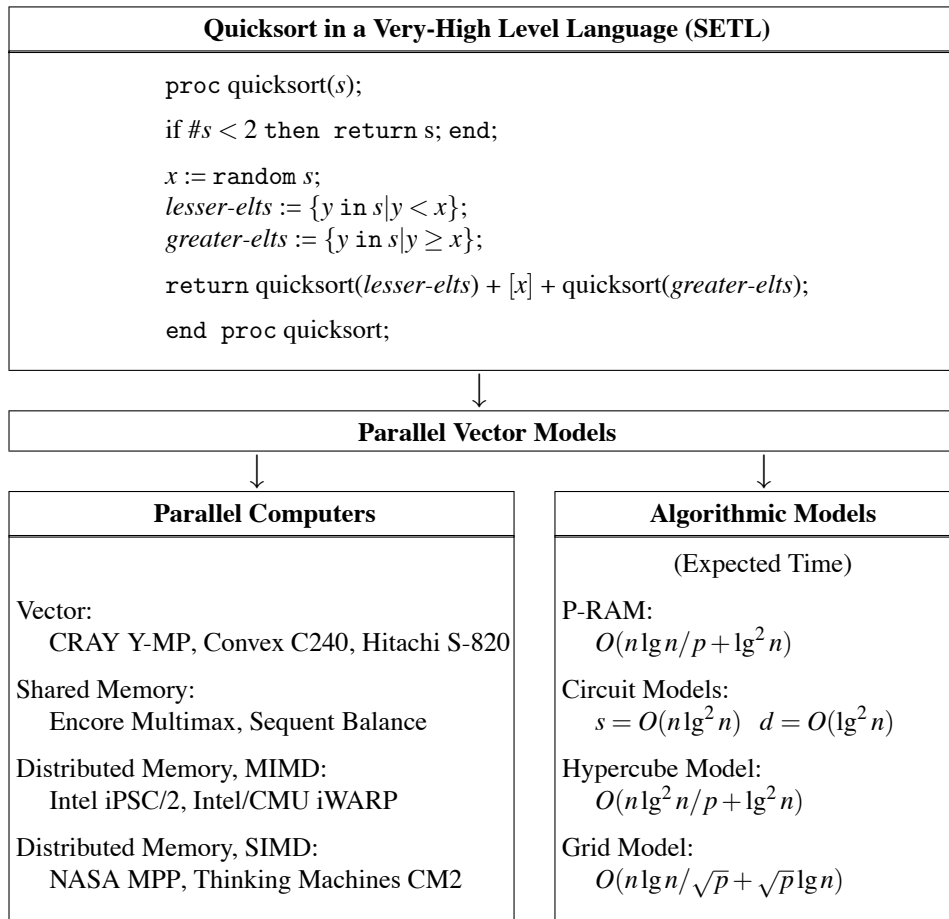 Quicksort in a Very-High Level Language (SETL)
proc quicksort(s);
if #s < 2 then return s; end;
x := random s;
lesser-elts := {y in s|y < x};
greater-elts := {y in s|y ≥ x};
return quicksort(lesser-elts) + [x] + quicksort(greater-elts);
end proc quicksort;
↓
Parallel Vector Models
↓ ↓
Parallel Computers
Vector:
CRAY Y-MP, Convex C240, Hitachi S-820
Shared Memory:
Encore Multimax, Sequent Balance
Distributed Memory, MIMD:
Intel iPSC/2, Intel/CMU iWARP
Distributed Memory, SIMD:
NASA MPP, Thinking Machines CM2
Algorithmic Models
(Expected Time)
P-RAM:
O(n lg n/p + lg² n)
Circuit Models:
s = O(n lg² n) d = O(lg² n)
Hypercube Model:
O(n lg² n/p + lg² n)
Grid Model:
O(n lg n/√p + √p lg n)